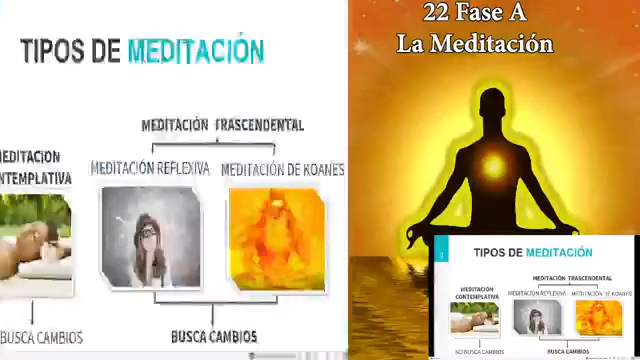 TIPOS DE MEDITACIÓN
MEDITACIÓN TRASCENDENTAL
MEDITACION
NTEMPLATIVA
MEDITACIÓN REFLEXIVA
MEDITACIÓN DE KOANES
BUSCA CAMBIOS
BUSCA CAMBIOS
22 Fase A
La Meditación
TIPOS DE MEDITACIÓN
MEDITACIÓN TRASCENDENTAL
MEDITACIÓN
CONTEMPLATIVA
MEDITACIÓN REFLEXIVA
MEDITACIÓN DE KOANES
NO BUSCA CAMBIOS
BUSCA CAMBIOS